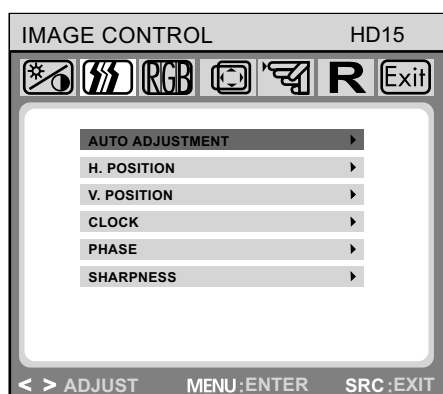 IMAGE CONTROL HD15
RGB R Exit
AUTO ADJUSTMENT
H. POSITION
V. POSITION
CLOCK
PHASE
SHARPNESS
< > ADJUST MENU:ENTER SRC:EXIT